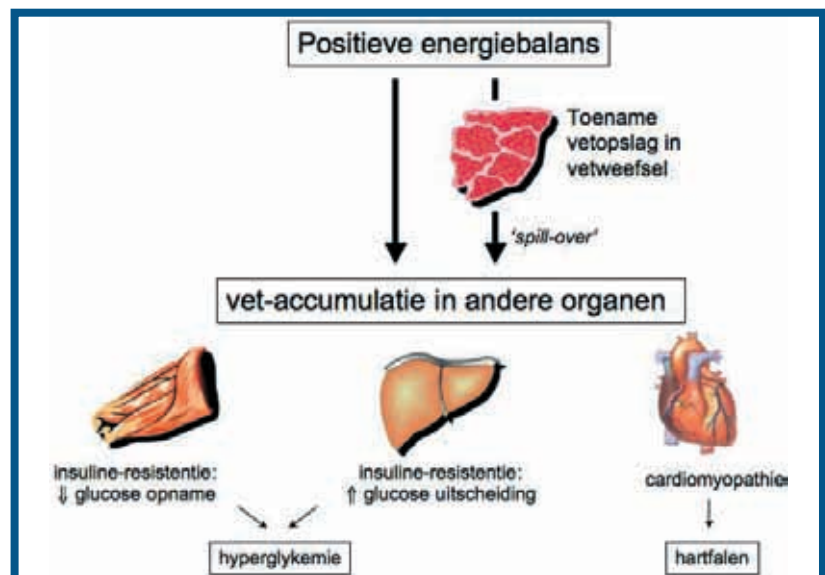 Positieve energiebalans
Toename
vetopslag in
vetweefsel
'spill-over'
vet-accumulatie in andere organen
insuline-resistentie:
⇓ glucose opname
insuline-resistentie:
⇑ glucose uitscheiding
cardiomyopathie
hyperglykemie
hartfalen